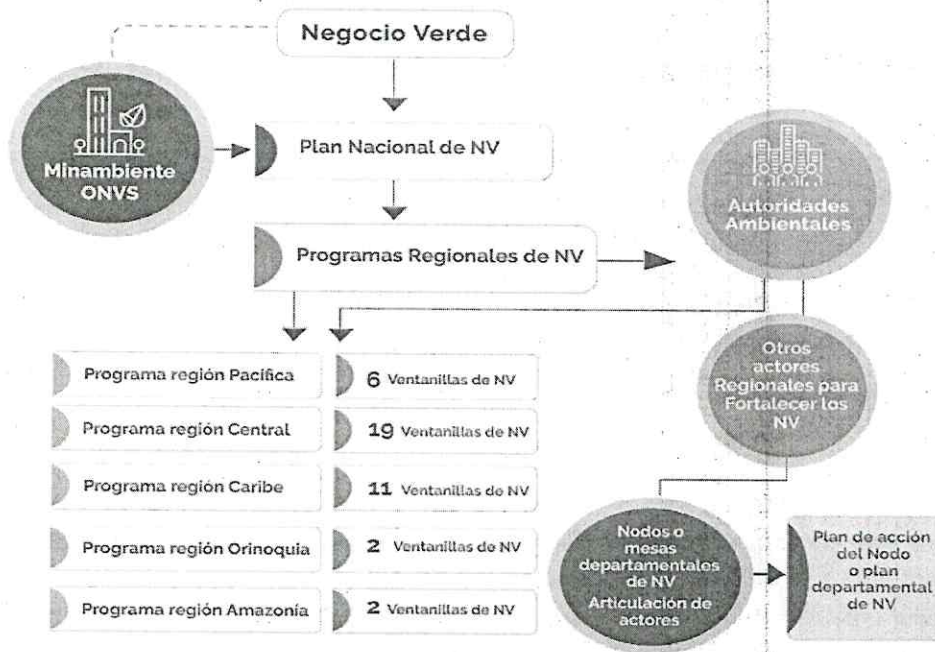 Negocio Verde
Minambiente
ONVS
Plan Nacional de NV
Autoridades
Ambientales
Programas Regionales de NV
Programa región Pacífica
6 Ventanillas de NV
Programa región Central
19 Ventanillas de NV
Programa región Caribe
11 Ventanillas de NV
Programa región Orinoquia
2 Ventanillas de NV
Programa región Amazonía
2 Ventanillas de NV
Otros
actores
Regionales para
Fortalecer los
NV
Nodos o
mesas
departamentales
de NV
Articulación de
actores
Plan de acción
del Nodo
o plan
departamental
de NV